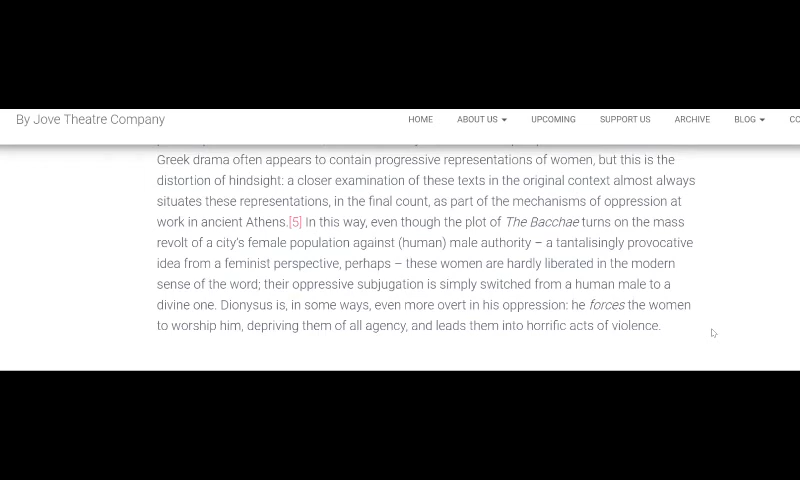 By Jove Theatre Company HOME ABOUT US UPCOMING SUPPORT US ARCHIVE BLOG CO
Greek drama often appears to contain progressive representations of women, but this is the
distortion of hindsight: a closer examination of these texts in the original context almost always
situates these representations, in the final count, as part of the mechanisms of oppression at
work in ancient Athens.[5] In this way, even though the plot of The Bacchae turns on the mass
revolt of a city's female population against (human) male authority – a tantalisingly provocative
idea from a feminist perspective, perhaps – these women are hardly liberated in the modern
sense of the word; their oppressive subjugation is simply switched from a human male to a
divine one. Dionysus is, in some ways, even more overt in his oppression: he forces the women
to worship him, depriving them of all agency, and leads them into horrific acts of violence.